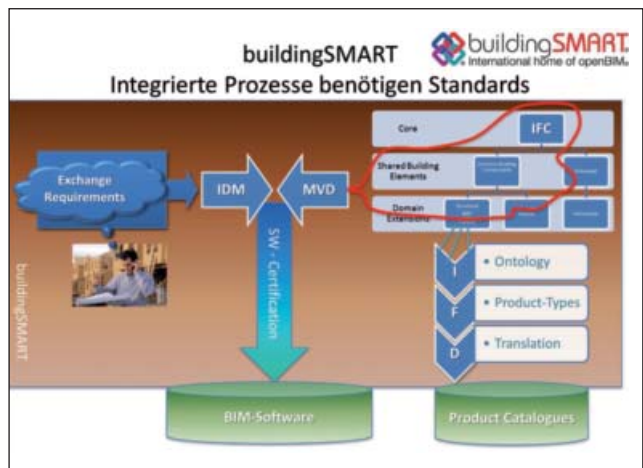 buildingSMART
Integrierte Prozesse benötigen Standards
buildingSMART®
International home of openBIM®
Core
IFC
Shared Building
Elements
Domain
Extensions
Exchange
Requirements
IDM
MVD
SW - Certification
I
• Ontology
F
• Product-Types
D
• Translation
buildingSMART
BIM-Software
Product Catalogues